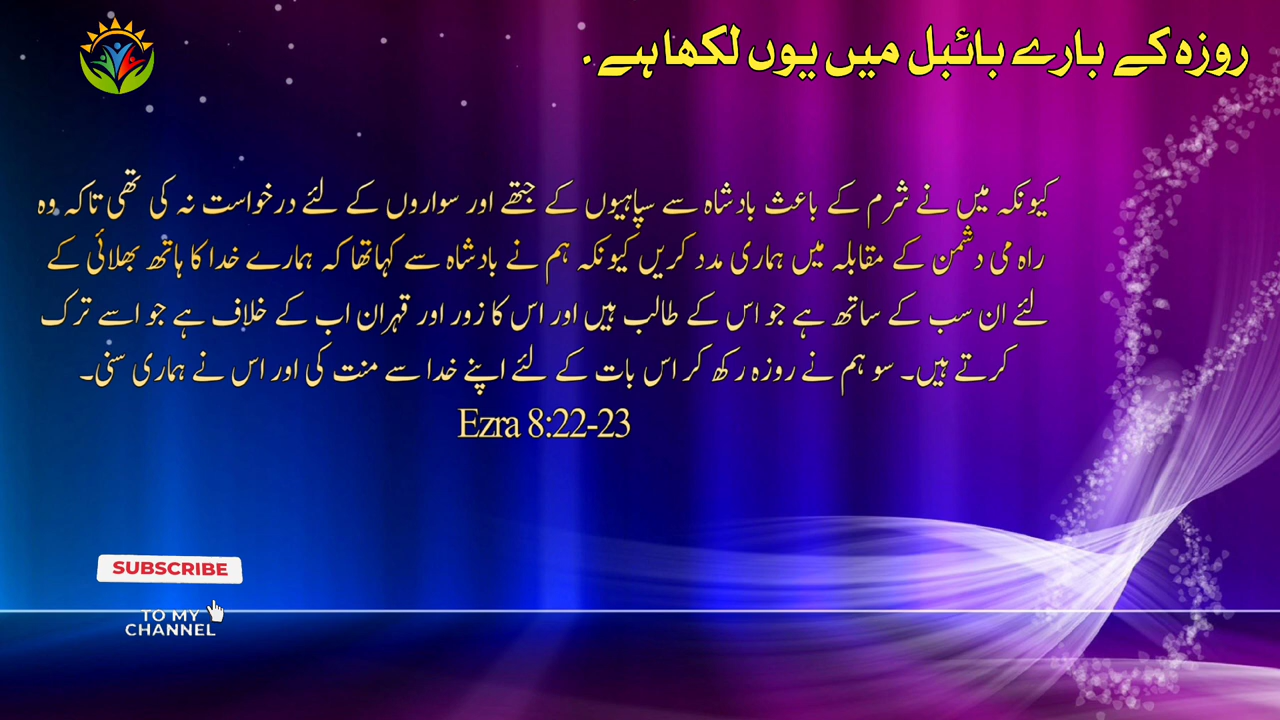 روزہ کے بارے بائبل میں یوں لکھا ہے .
کیونکہ میں نے شرم کے باعث بادشاہ سے سپاہیوں کے جتھے اور سواروں کے لئے درخواست نہ کی تھی تاکہ وہ
راہ می دشمن کے مقابلہ میں ہماری مدد کریں کیونکہ ہم نے بادشاہ سے کہاتھا کہ ہمارے خدا کا ہاتھ بھلائی کے
لئے ان سب کے ساتھ ہے جو اس کے طالب ہیں اور اس کا زور اور قہران اب کے خلاف ہے جو اسے ترک
کرتے ہیں۔ سو ہم نے روزہ رکھ کر اس بات کے لئے اپنے خدا سے منت کی اور اس نے ہماری سنی۔
Ezra 8:22-23
SUBSCRIBE
TO MY
CHANNEL